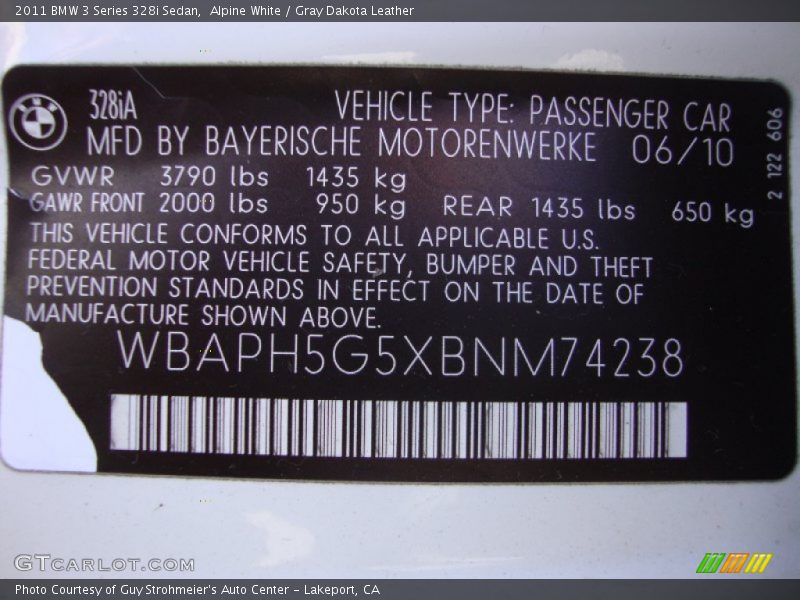 2011 BMW 3 Series 328i Sedan,  Alpine White / Gray Dakota Leather
BMW
328iA
VEHICLE TYPE: PASSENGER CAR
MFD BY BAYERISCHE MOTORENWERKE 06/10
GVWR 3790 lbs 1435 kg
GAWR FRONT 2000 lbs 950 kg REAR 1435 lbs 650 kg
THIS VEHICLE CONFORMS TO ALL APPLICABLE U.S.
FEDERAL MOTOR VEHICLE SAFETY, BUMPER AND THEFT
PREVENTION STANDARDS IN EFFECT ON THE DATE OF
MANUFACTURE SHOWN ABOVE.
WBAPH5G5XBNM74238
2 122 606
GTCARLOT.COM
Photo Courtesy of Guy Strohmeier's Auto Center – Lakeport, CA